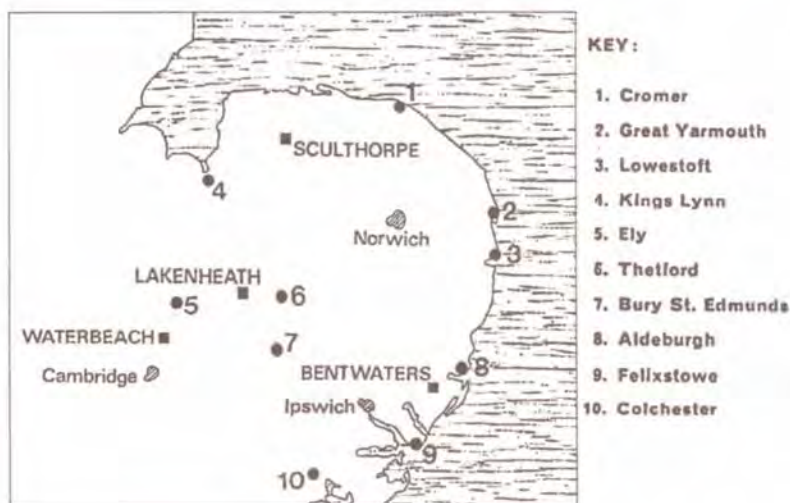 1
SCULTHORPE
4
2
Norwich
3
LAKENHEATH
5
6
WATERBEACH
7
Cambridge
BENTWATERS
8
Ipswich
9
10
KEY:
1. Cromer
2. Great Yarmouth
3. Lowestoft
4. Kings Lynn
5. Ely
6. Thetford
7. Bury St. Edmunds
8. Aldeburgh
9. Felixstowe
10. Colchester